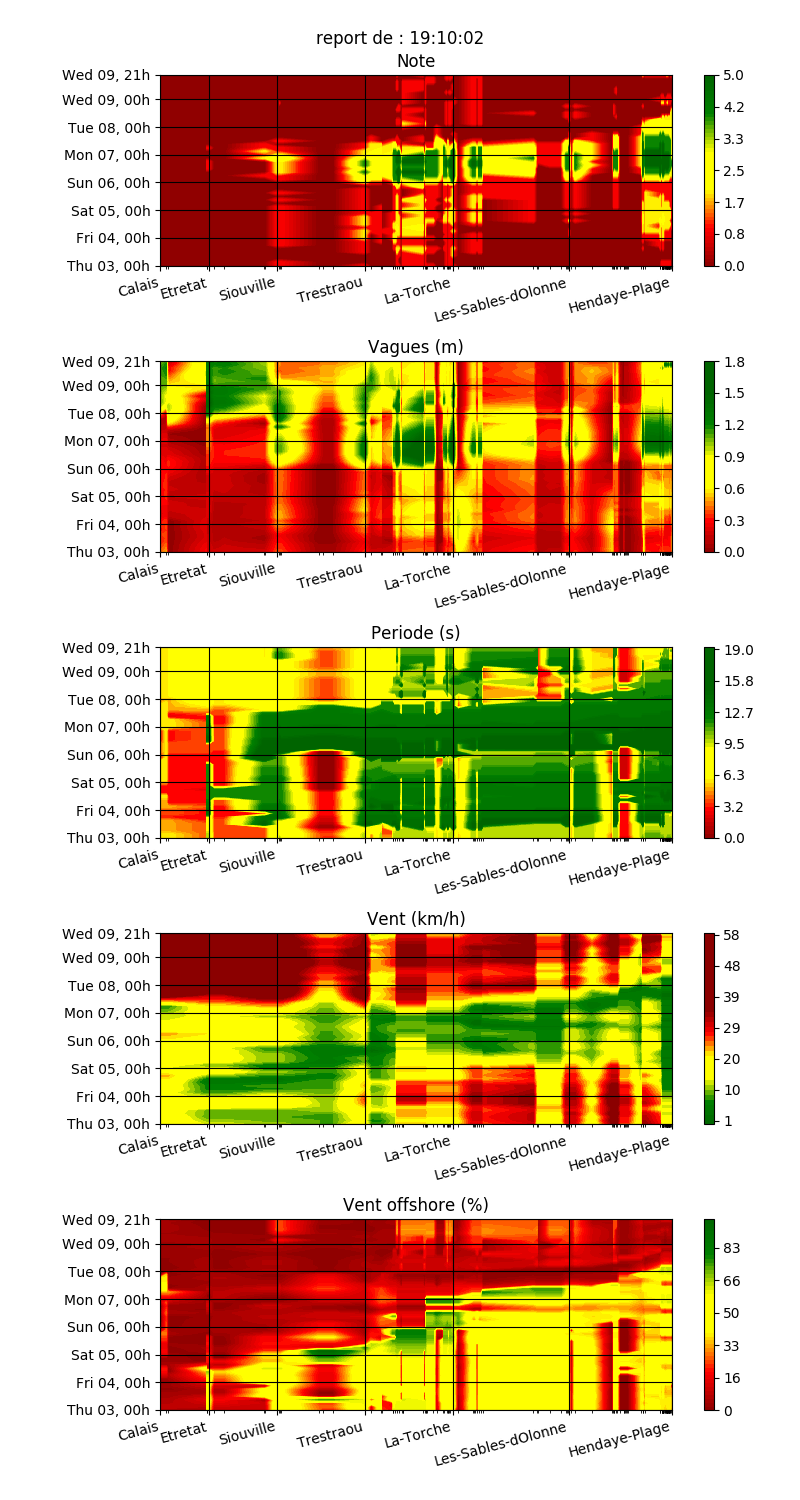 report de : 19:10:02
Note
Wed 09, 21h
Wed 09, 00h
Tue 08, 00h
Mon 07, 00h
Sun 06, 00h
Sat 05, 00h
Fri 04, 00h
Thu 03, 00h
5.0
4.2
3.3
2.5
1.7
0.8
0.0
Calais
Etretat
Siouville
Trestraou
La-Torche
Les-Sables-dOlonne
Hendaye-Plage
Vagues (m)
Wed 09, 21h
Wed 09, 00h
Tue 08, 00h
Mon 07, 00h
Sun 06, 00h
Sat 05, 00h
Fri 04, 00h
Thu 03, 00h
1.8
1.5
1.2
0.9
0.6
0.3
0.0
Calais
Etretat
Siouville
Trestraou
La-Torche
Les-Sables-dOlonne
Hendaye-Plage
Periode (s)
Wed 09, 21h
Wed 09, 00h
Tue 08, 00h
Mon 07, 00h
Sun 06, 00h
Sat 05, 00h
Fri 04, 00h
Thu 03, 00h
19.0
15.8
12.7
9.5
6.3
3.2
0.0
Calais
Etretat
Siouville
Trestraou
La-Torche
Les-Sables-dOlonne
Hendaye-Plage
Vent (km/h)
Wed 09, 21h
Wed 09, 00h
Tue 08, 00h
Mon 07, 00h
Sun 06, 00h
Sat 05, 00h
Fri 04, 00h
Thu 03, 00h
58
48
39
29
20
10
1
Calais
Etretat
Siouville
Trestraou
La-Torche
Les-Sables-dOlonne
Hendaye-Plage
Vent offshore (%)
Wed 09, 21h
Wed 09, 00h
Tue 08, 00h
Mon 07, 00h
Sun 06, 00h
Sat 05, 00h
Fri 04, 00h
Thu 03, 00h
83
66
50
33
16
0
Calais
Etretat
Siouville
Trestraou
La-Torche
Les-Sables-dOlonne
Hendaye-Plage